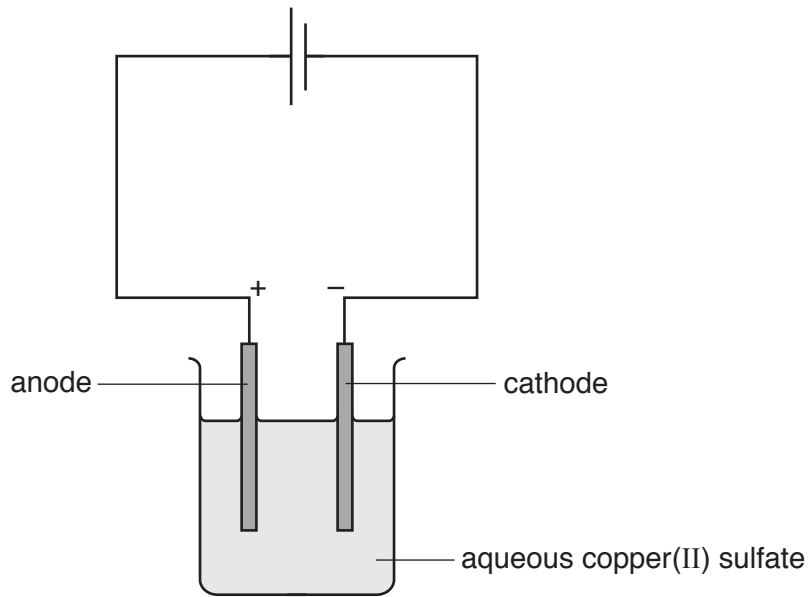 + −
anode
cathode
aqueous copper(II) sulfate